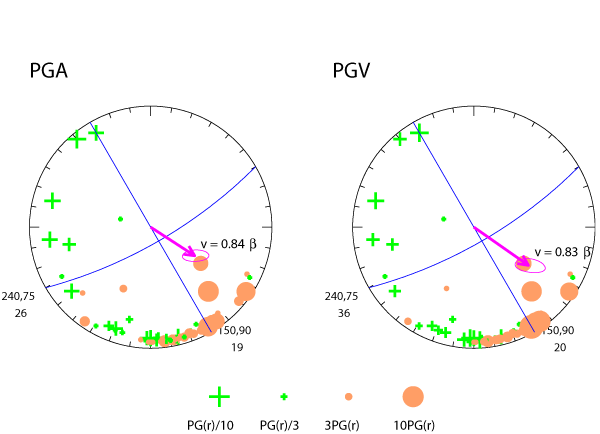 PGA
PGV
v = 0.84 β
v = 0.83 β
240,75
26
150,90
19
240,75
36
150,90
20
PG(r)/10
PG(r)/3
3PG(r)
10PG(r)